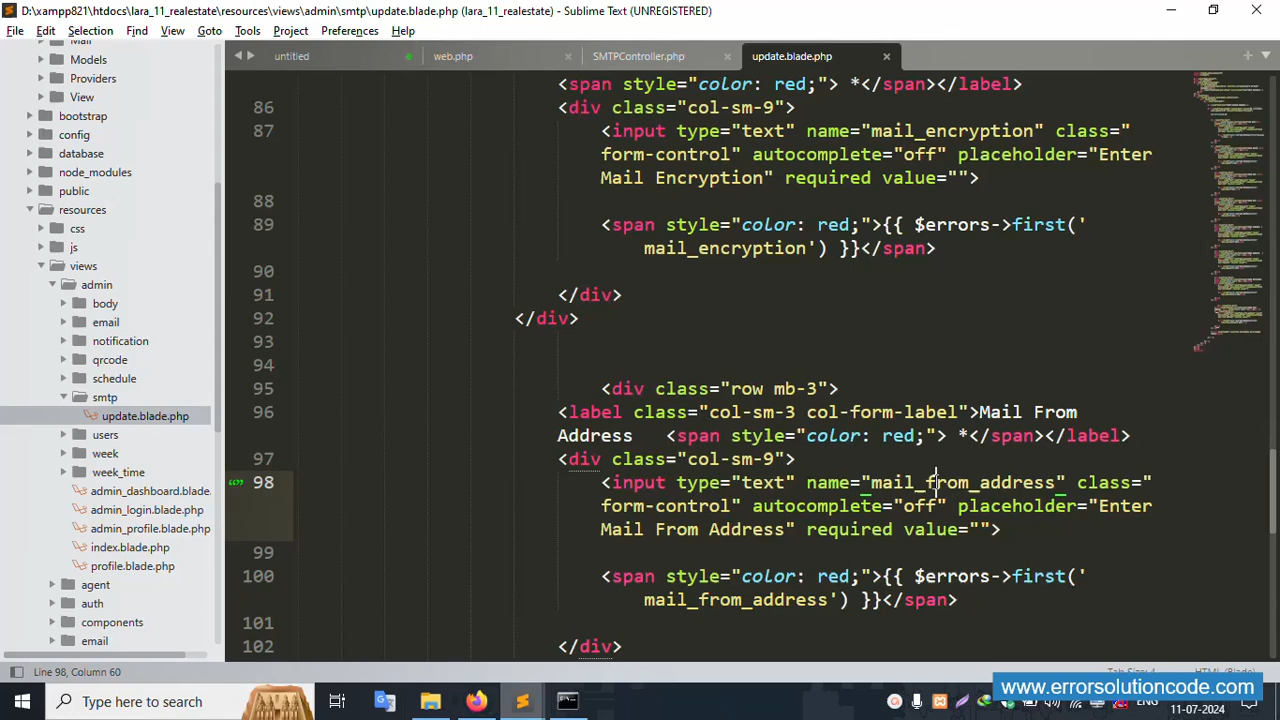 D:\xampp821\htdocs\lara_11_realestate\resources\views\admin\smtp\update.blade.php (lara_11_realestate) - Sublime Text (UNREGISTERED)
File Edit Selection Find View Goto Tools Project Preferences Help
untitled web.php SMTPController.php update.blade.php
Mail
Models
Providers
View
bootstrap
config
database
node_modules
public
resources
css
js
views
admin
body
email
notification
qrcode
schedule
smtp
update.blade.php
users
week
week_time
admin_dashboard.blade.
admin_login.blade.php
admin_profile.blade.php
index.blade.php
profile.blade.php
agent
auth
components
email
<span style="color: red;"> *</span></label>
86 <div class="col-sm-9">
87 <input type="text" name="mail_encryption" class="
form-control" autocomplete="off" placeholder="Enter
Mail Encryption" required value="">
88
89 <span style="color: red;">{{ $errors->first('
mail_encryption') }}</span>
90
91 </div>
92 </div>
93
94
95 <div class="row mb-3">
96 <label class="col-sm-3 col-form-label">Mail From
Address <span style="color: red;"> *</span></label>
97 <div class="col-sm-9">
98 <input type="text" name="mail_from_address" class="
form-control" autocomplete="off" placeholder="Enter
Mail From Address" required value="">
99
100 <span style="color: red;">{{ $errors->first('
mail_from_address') }}</span>
101
102 </div>
Line 98, Column 60
Type here to search
ENG
11-07-2024
www.errorsolutioncode.com